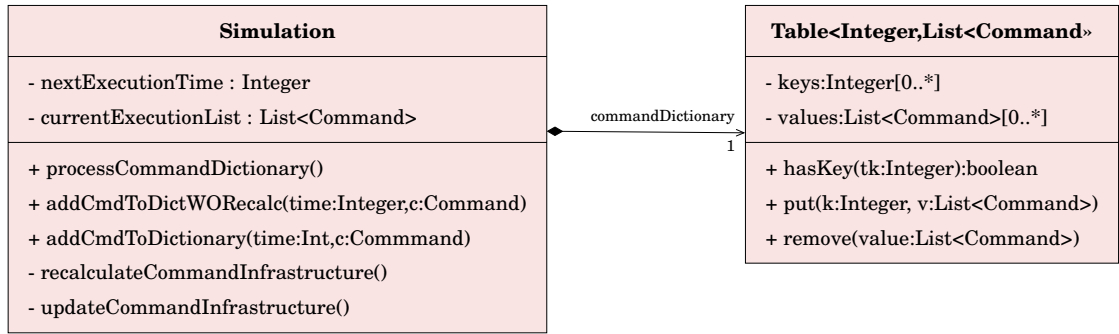 Simulation
- nextExecutionTime : Integer
- currentExecutionList : List<Command>
+ processCommandDictionary()
+ addCmdToDictWORecalc(time:Integer,c:Command)
+ addCmdToDictionary(time:Int,c:Commmand)
- recalculateCommandInfrastructure()
- updateCommandInfrastructure()
commandDictionary
1
Table<Integer,List<Command»
- keys:Integer[0..*]
- values:List<Command>[0..*]
+ hasKey(tk:Integer):boolean
+ put(k:Integer, v:List<Command>)
+ remove(value:List<Command>)